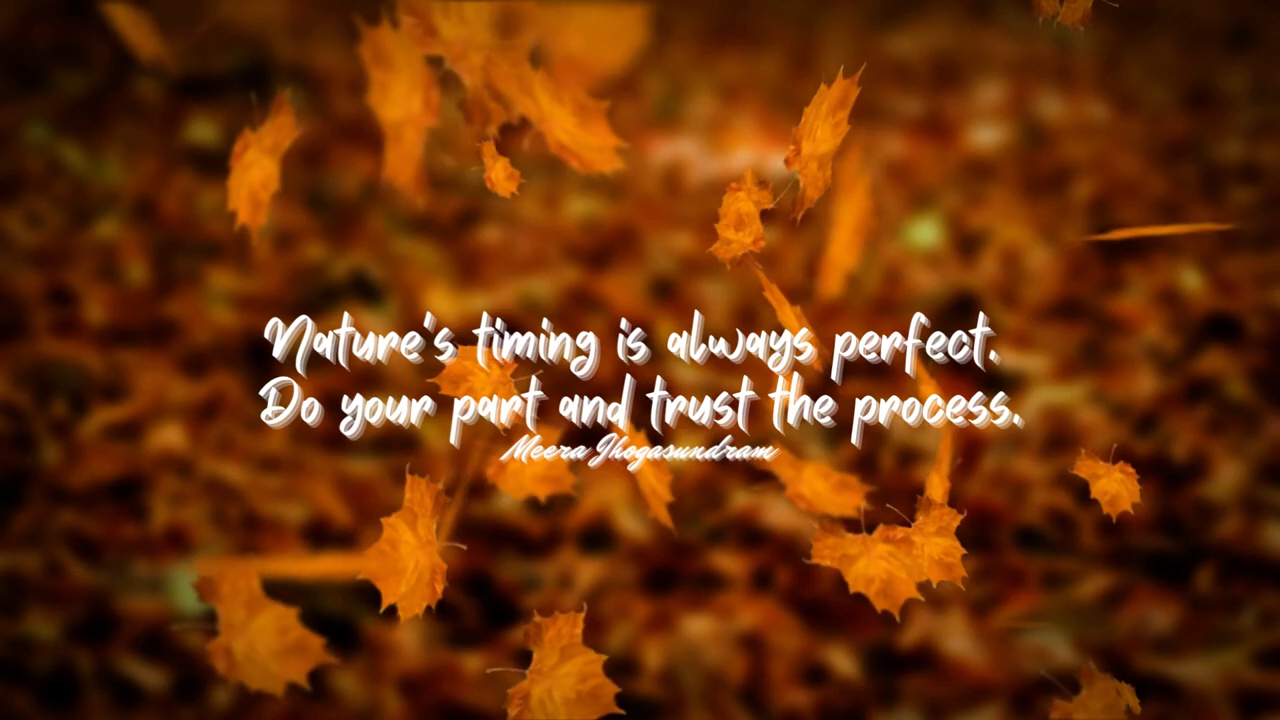 Nature's timing is always perfect.
Do your part and trust the process.
Meera Jhogasundram